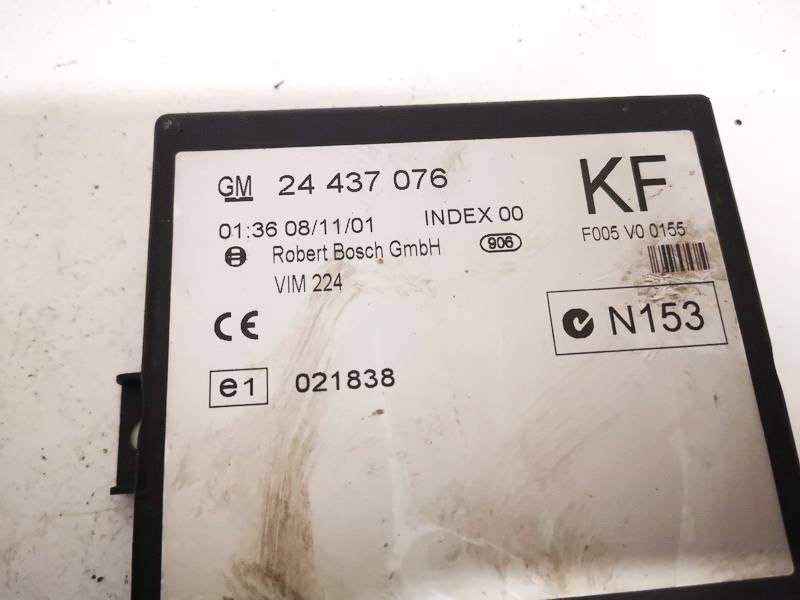 GM 24 437 076
KF
01:36 08/11/01 INDEX 00
F005 V0 0155
Robert Bosch GmbH 906
VIM 224
CE
N153
e1 021838